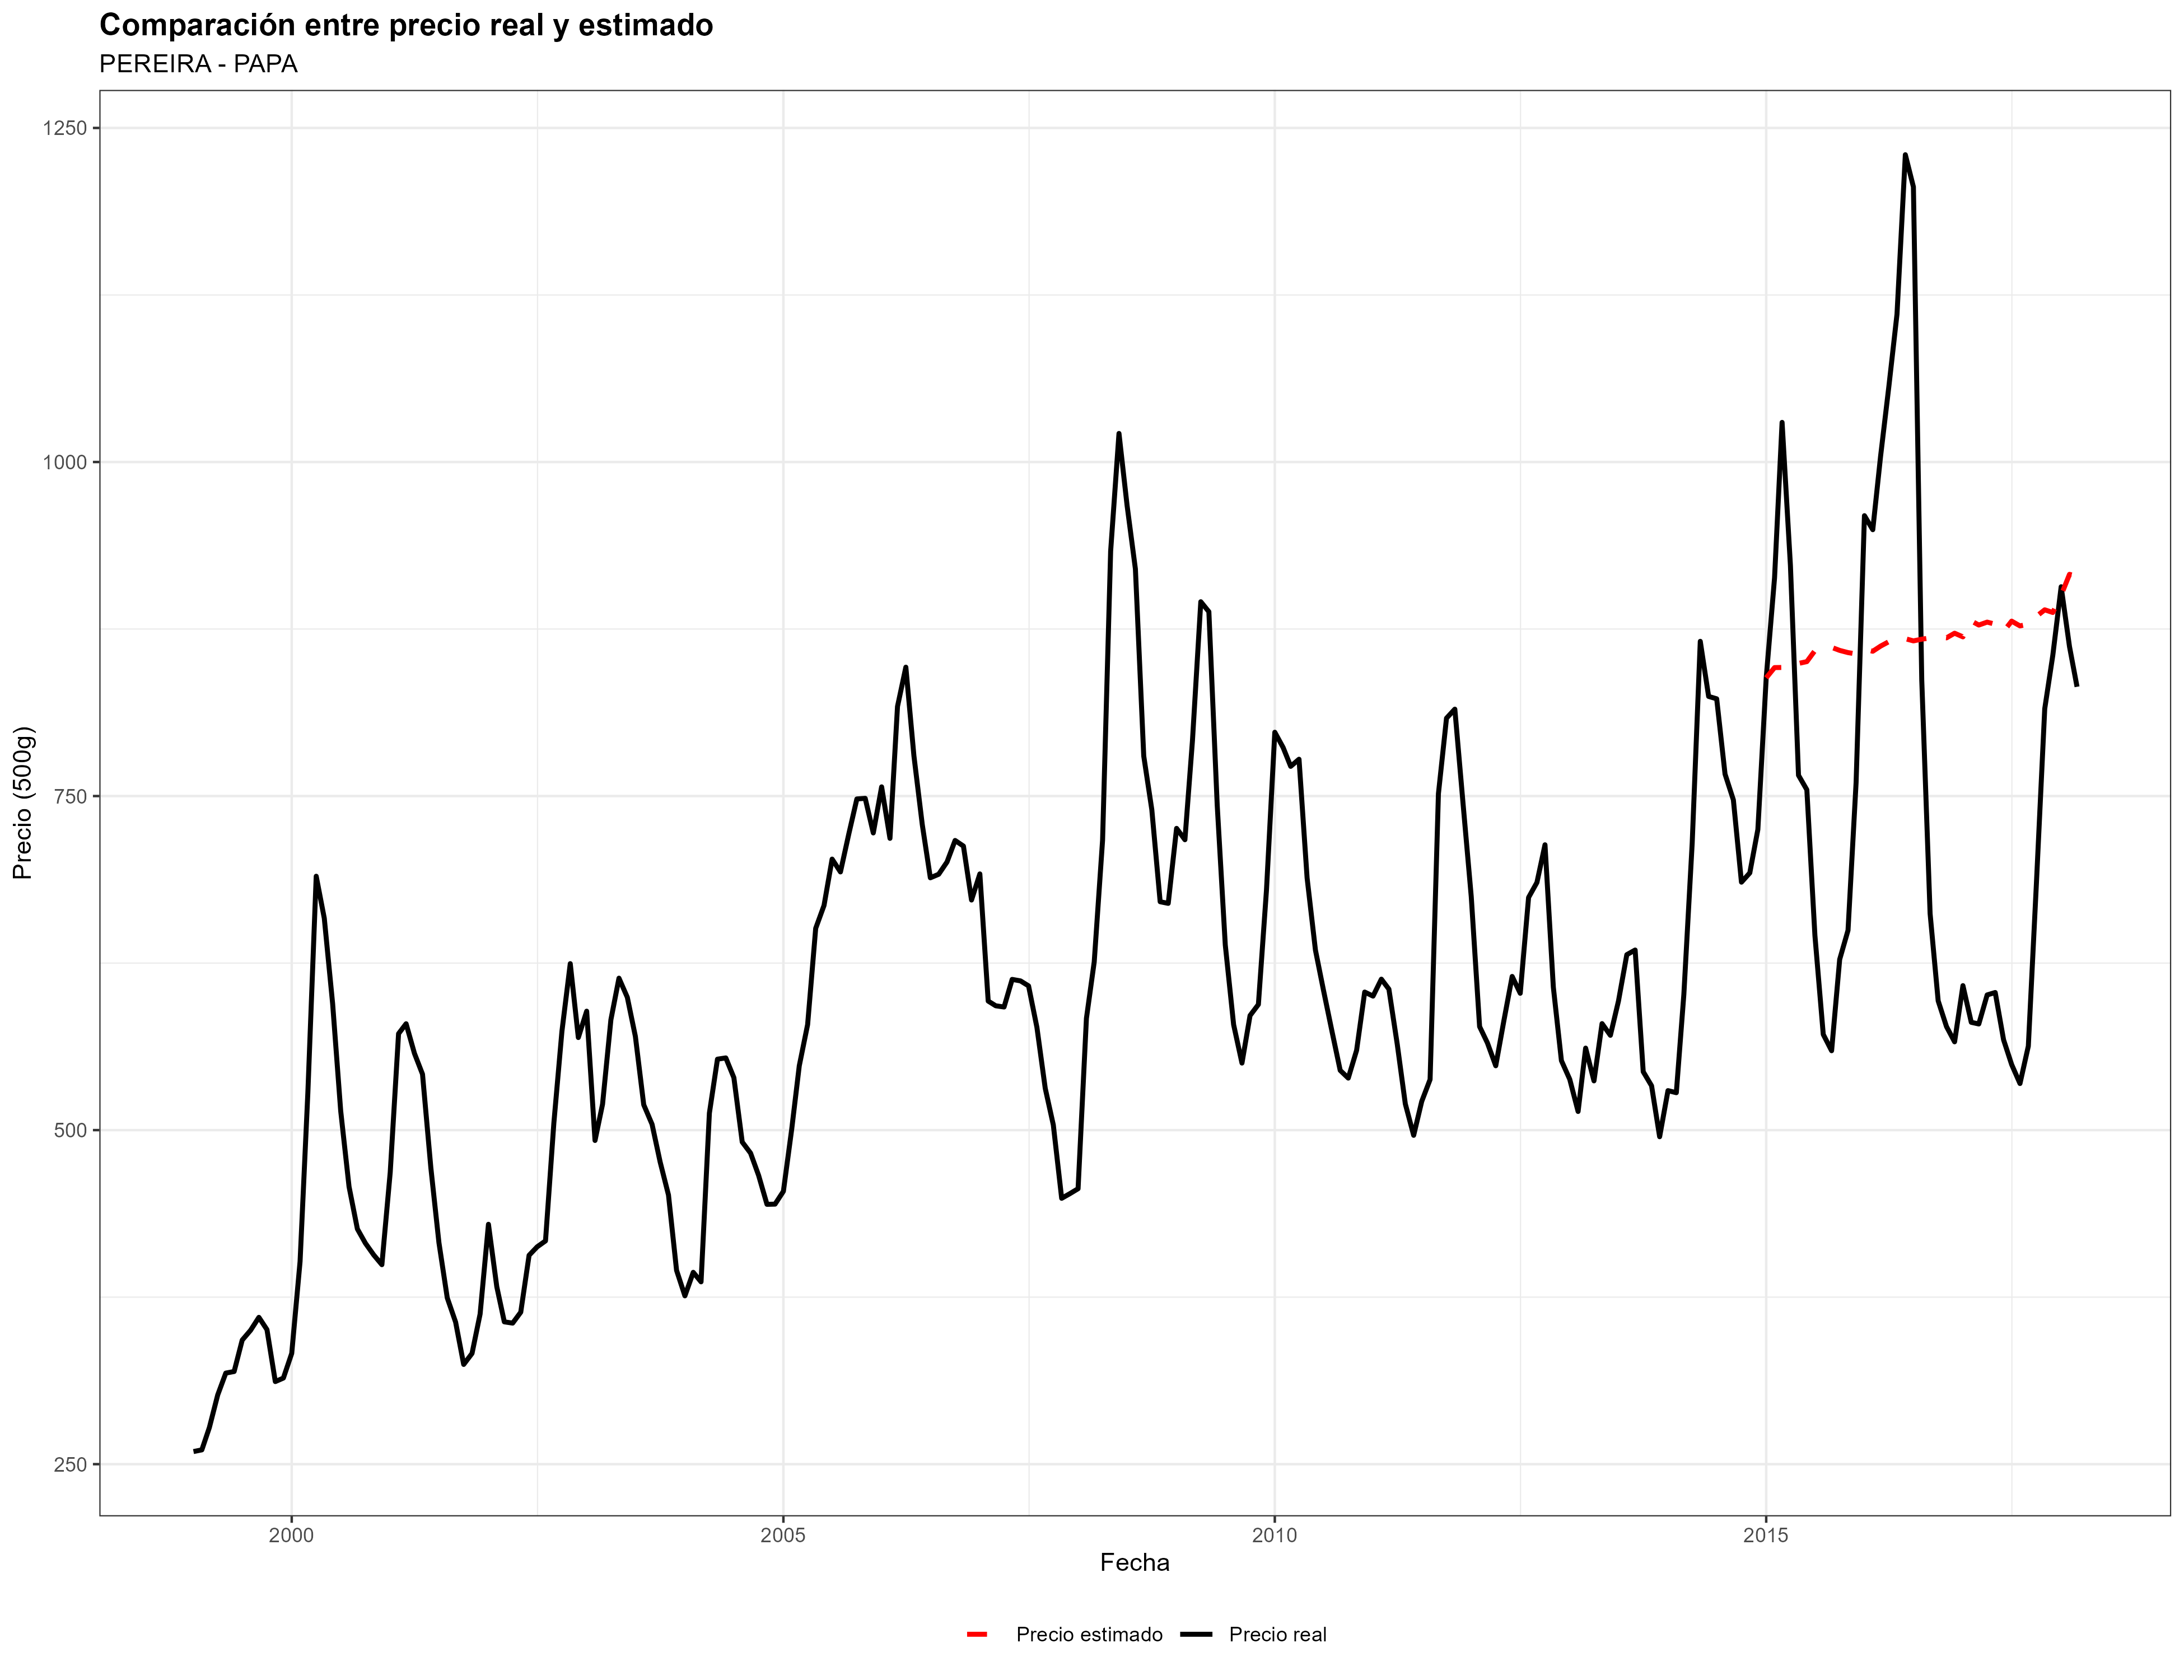 Comparación entre precio real y estimado
PEREIRA - PAPA
1250
1000
750
500
250
Precio (500g)
2000 2005 2010 2015
Fecha
Precio estimado Precio real